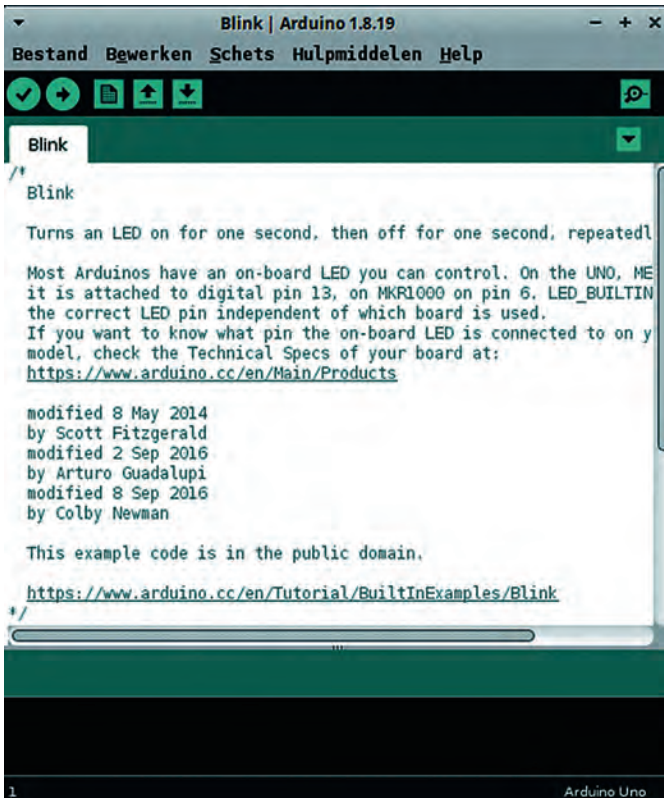 Blink | Arduino 1.8.19
Bestand Bewerken Schets Hulpmiddelen Help
Blink
/*
Blink
Turns an LED on for one second, then off for one second, repeatedl
Most Arduinos have an on-board LED you can control. On the UNO, ME
it is attached to digital pin 13, on MKR1000 on pin 6. LED_BUILTIN
the correct LED pin independent of which board is used.
If you want to know what pin the on-board LED is connected to on y
model, check the Technical Specs of your board at:
https://www.arduino.cc/en/Main/Products
modified 8 May 2014
by Scott Fitzgerald
modified 2 Sep 2016
by Arturo Guadalupi
modified 8 Sep 2016
by Colby Newman
This example code is in the public domain.
https://www.arduino.cc/en/Tutorial/BuiltInExamples/Blink
*/
1 Arduino Uno